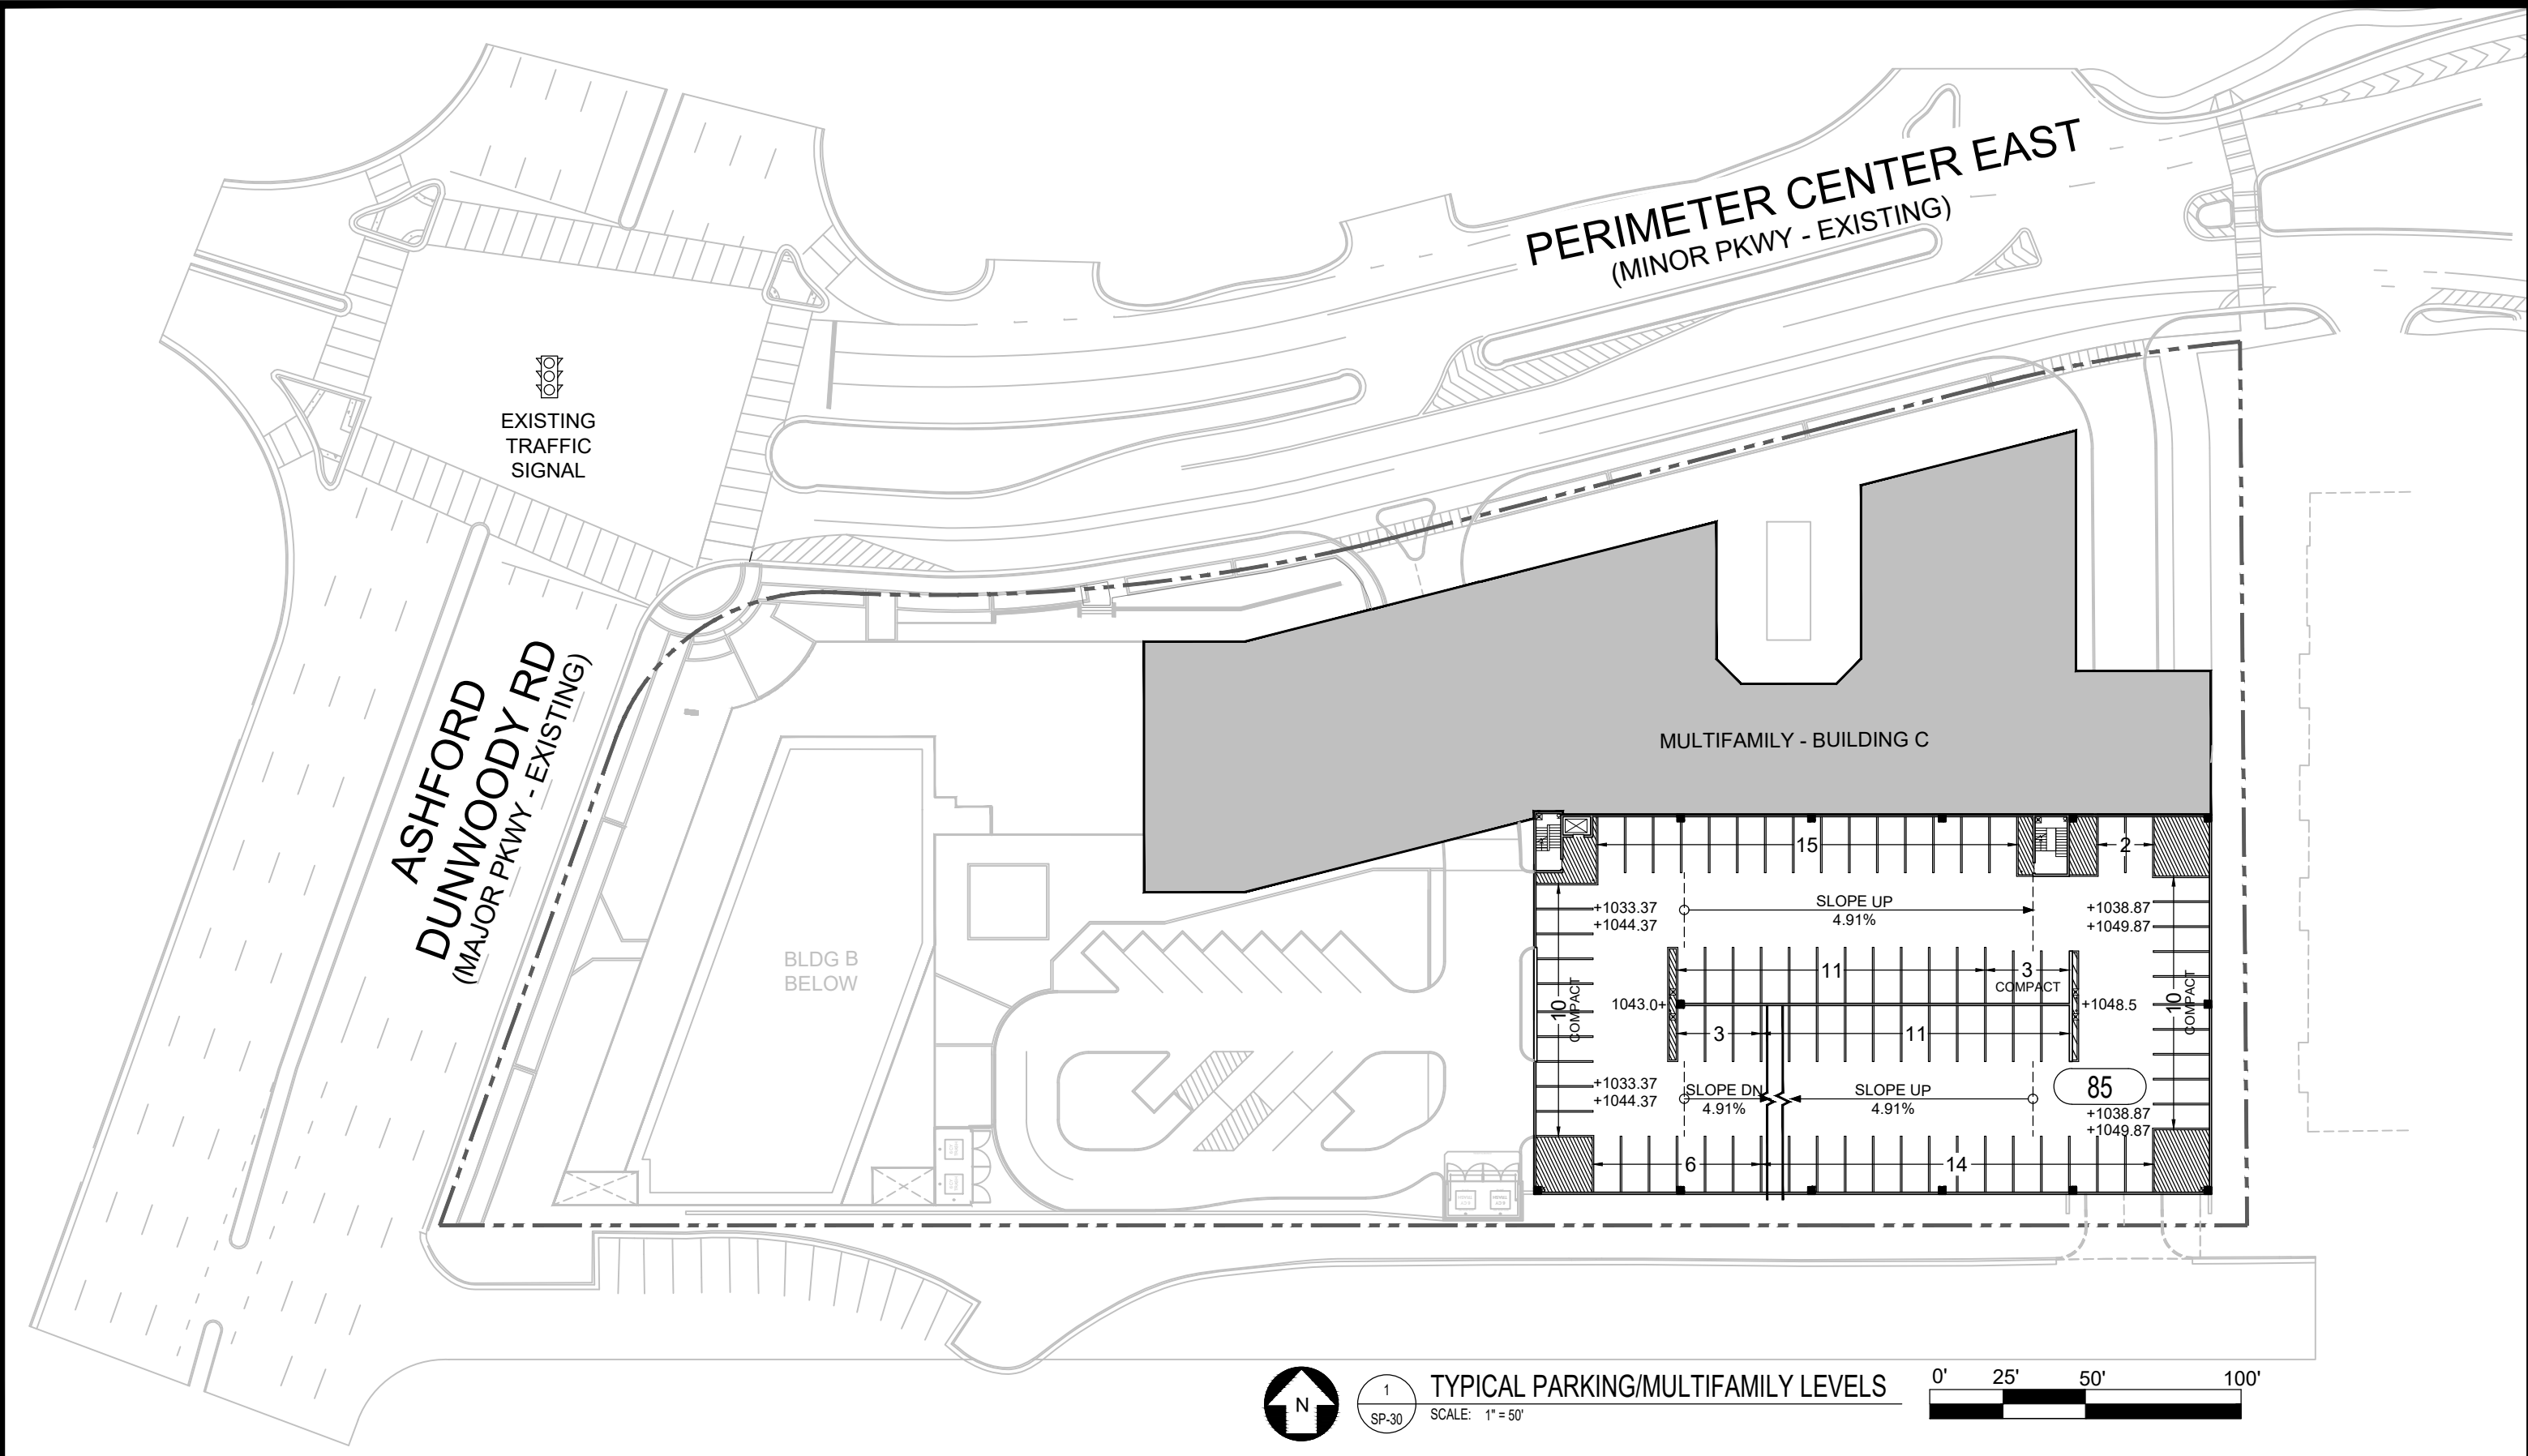 PERIMETER CENTER EAST
(MINOR PKWY - EXISTING)
EXISTING
TRAFFIC
SIGNAL
ASHFORD
DUNWOODY RD
(MAJOR PKWY - EXISTING)
MULTIFAMILY - BUILDING C
BLDG B
BELOW
15
2
+1033.37
+1044.37
SLOPE UP
4.91%
+1038.87
+1049.87
10
COMPACT
11
3
COMPACT
10
COMPACT
1043.0+
+1048.5
3
11
+1033.37
+1044.37
SLOPE DN
4.91%
SLOPE UP
4.91%
85
+1038.87
+1049.87
6
14
N
1
SP-30
TYPICAL PARKING/MULTIFAMILY LEVELS
SCALE: 1" = 50'
0' 25' 50' 100'